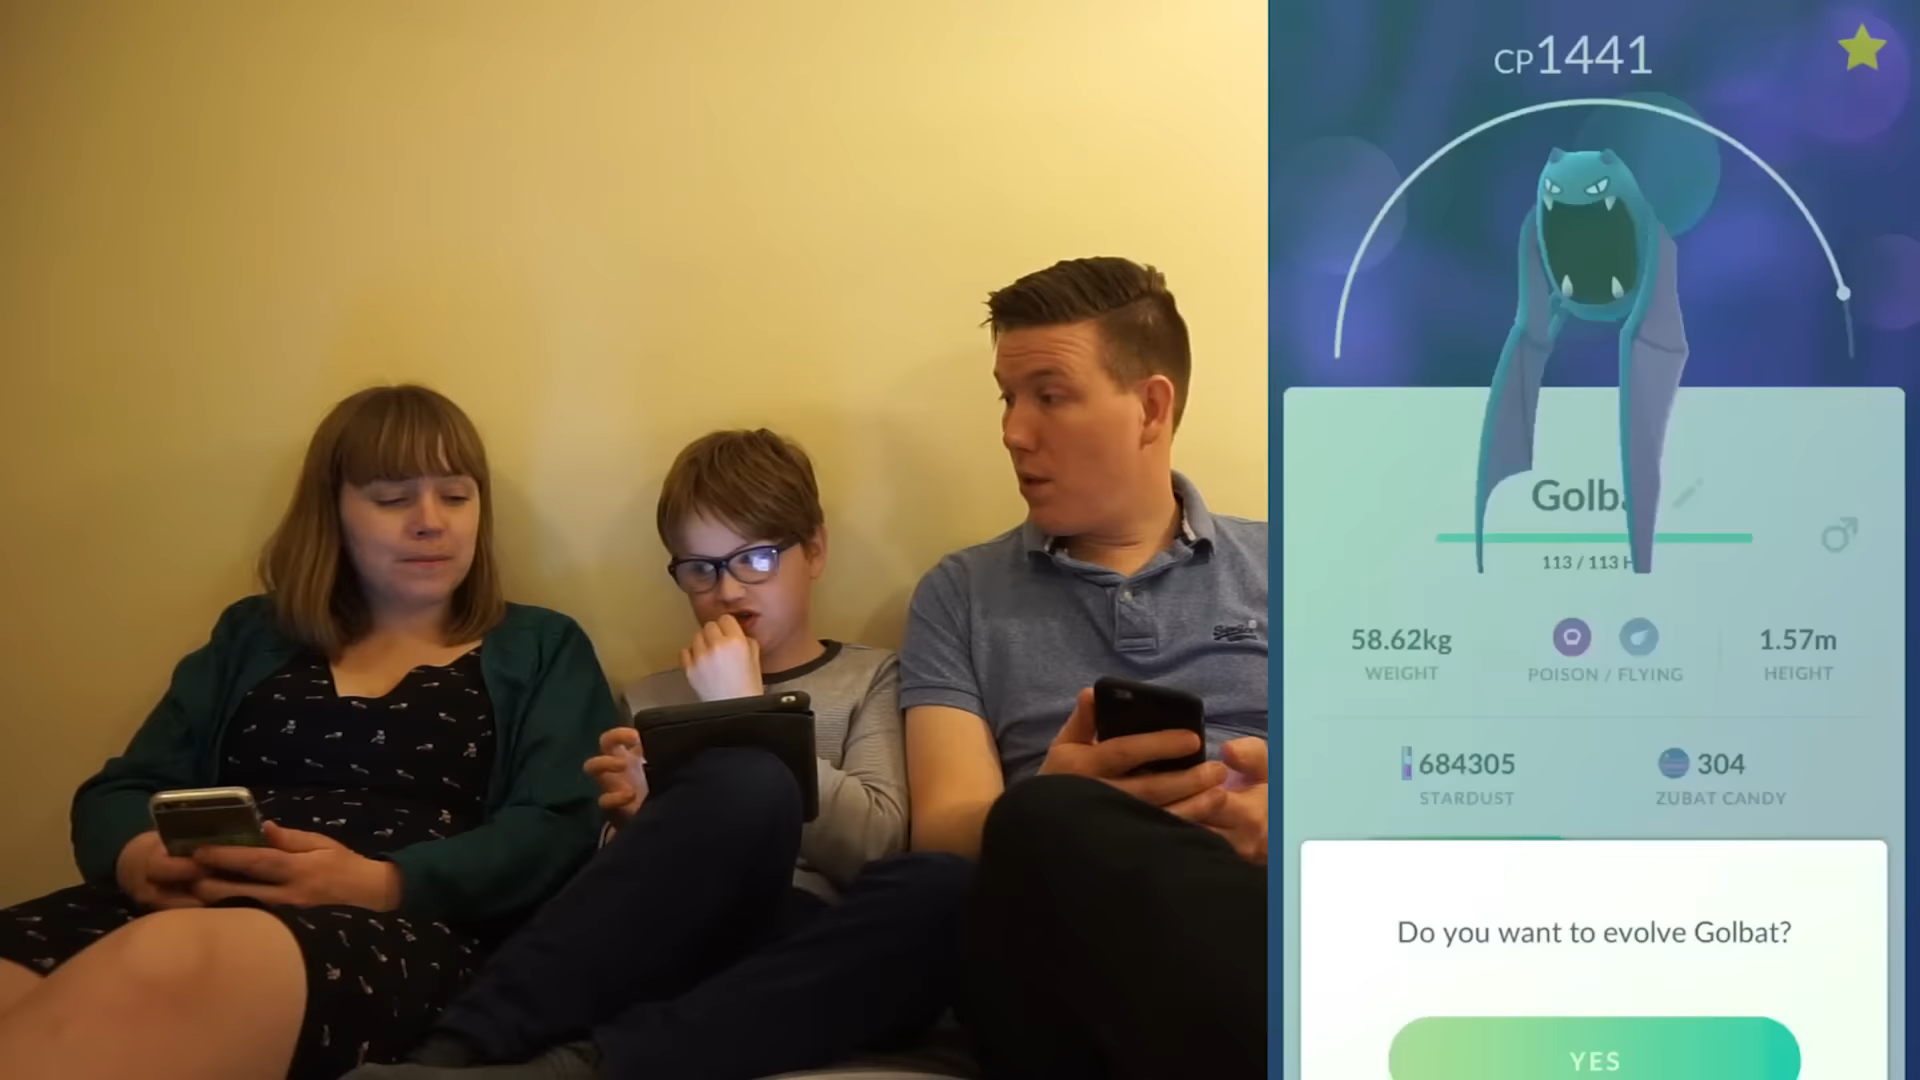 CP1441
Golb
113 / 113 H
58.62kg
WEIGHT
POISON / FLYING
1.57m
HEIGHT
684305
STARDUST
304
ZUBAT CANDY
Do you want to evolve Golbat?
YES